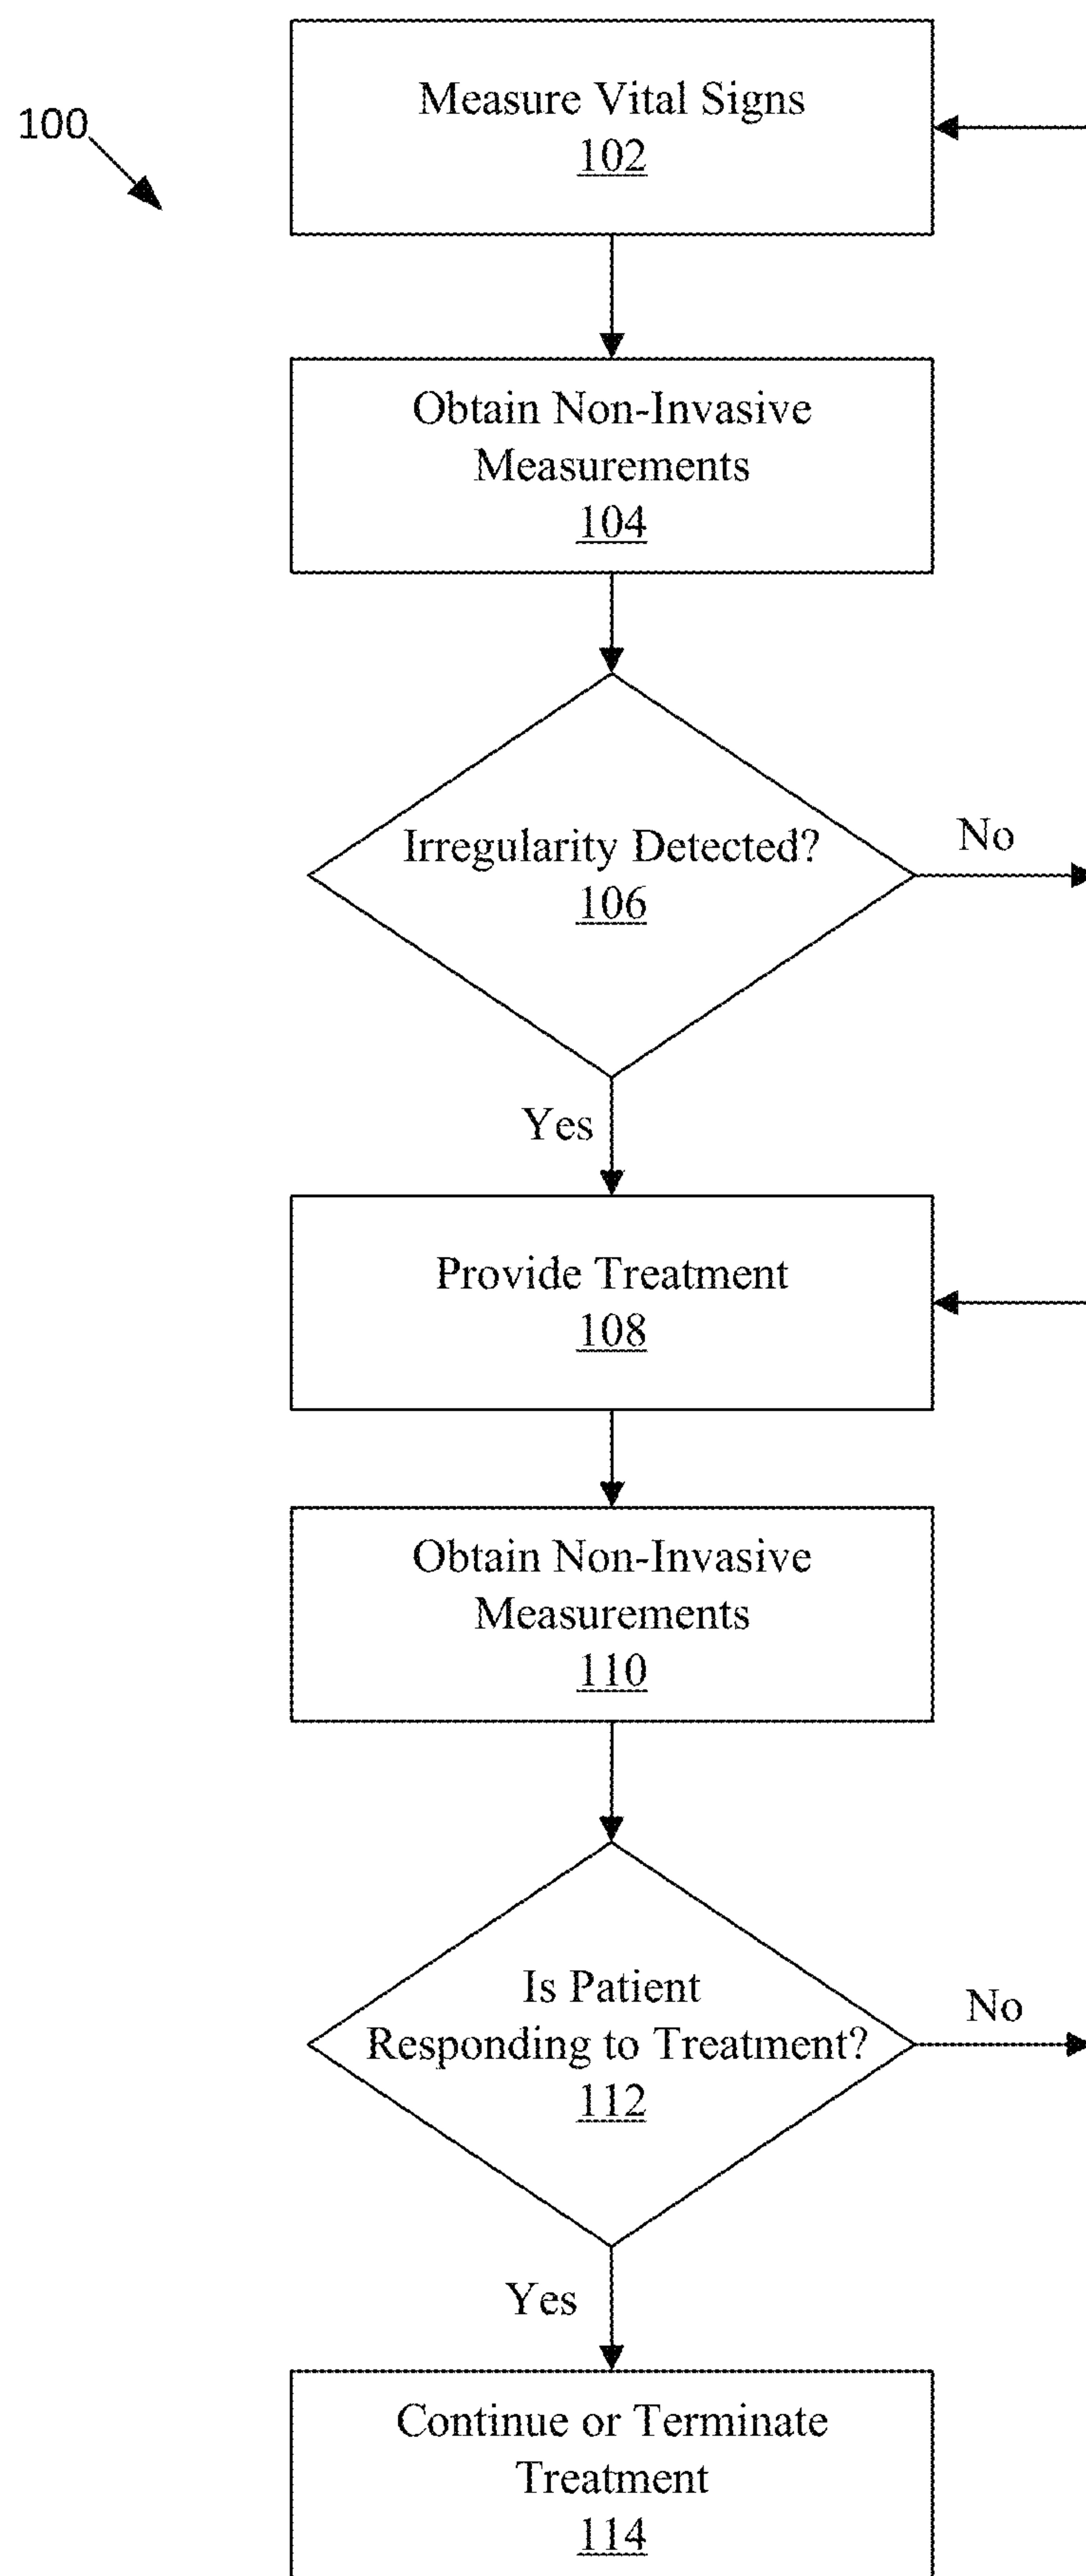 100
Measure Vital Signs
102
Obtain Non-Invasive
Measurements
104
Irregularity Detected?
106
No
Yes
Provide Treatment
108
Obtain Non-Invasive
Measurements
110
Is Patient
Responding to Treatment?
112
No
Yes
Continue or Terminate
Treatment
114